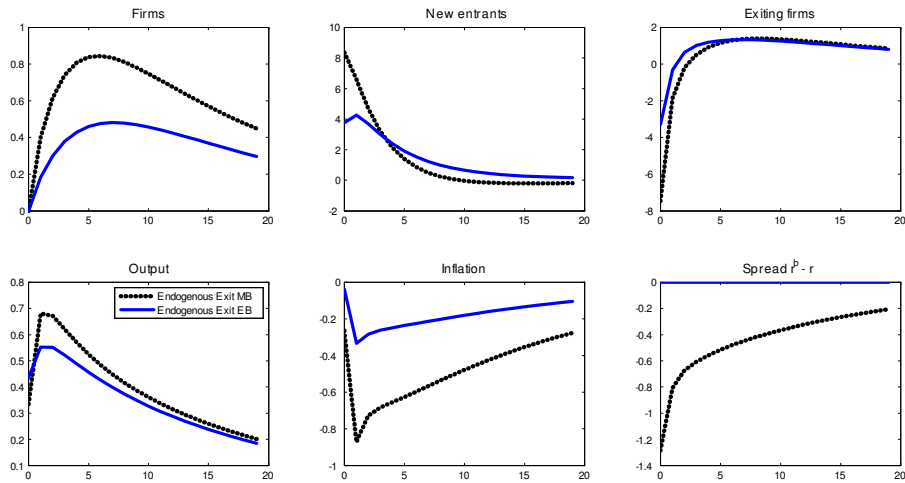 Firms
New entrants
Exiting firms
1
0.8
0.6
0.4
0.2
0
0 5 10 15 20
10
8
6
4
2
0
-2
0 5 10 15 20
2
0
-2
-4
-6
-8
0 5 10 15 20
Output
Inflation
Spread r^b - r
0.8
0.7
0.6
0.5
0.4
0.3
0.2
0.1
0 5 10 15 20
Endogenous Exit MB
Endogenous Exit EB
0
-0.2
-0.4
-0.6
-0.8
-1
0 5 10 15 20
0
-0.2
-0.4
-0.6
-0.8
-1
-1.2
-1.4
0 5 10 15 20